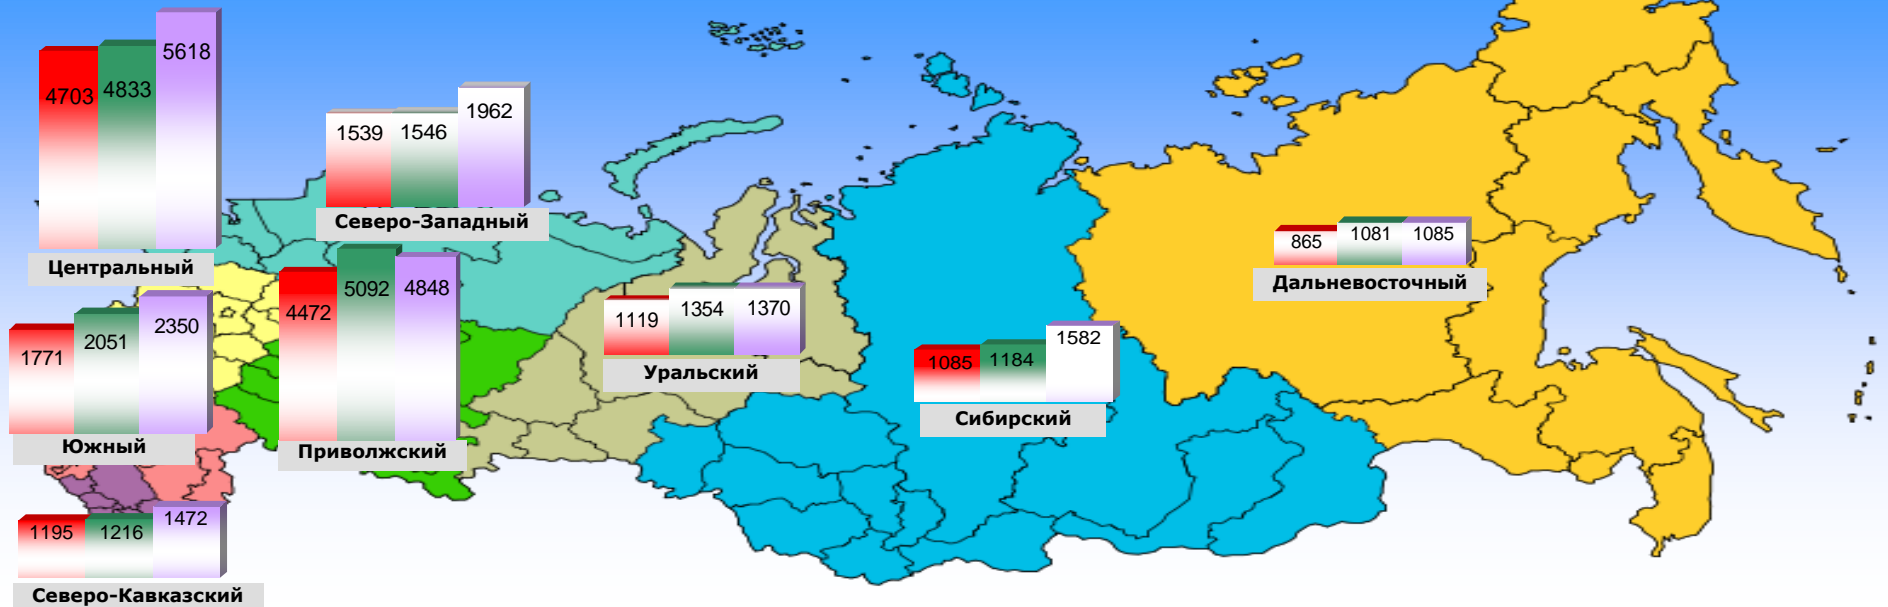 4703 4833 5618
Центральный
1539 1546 1962
Северо-Западный
1771 2051 2350
Южный
4472 5092 4848
Приволжский
1195 1216 1472
Северо-Кавказский
1119 1354 1370
Уральский
1085 1184 1582
Сибирский
865 1081 1085
Дальневосточный